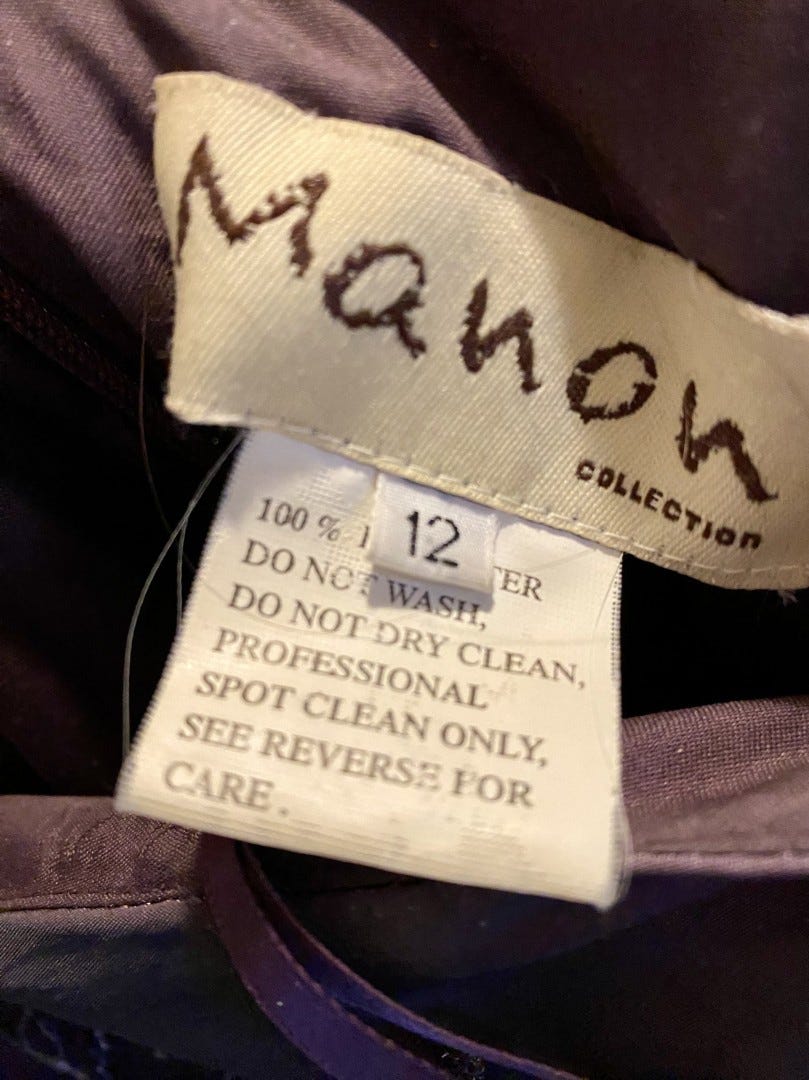 Manon
COLLECTION
12
100 %
DO NOT WASH,
DO NOT DRY CLEAN,
PROFESSIONAL
SPOT CLEAN ONLY,
SEE REVERSE FOR
CARE.